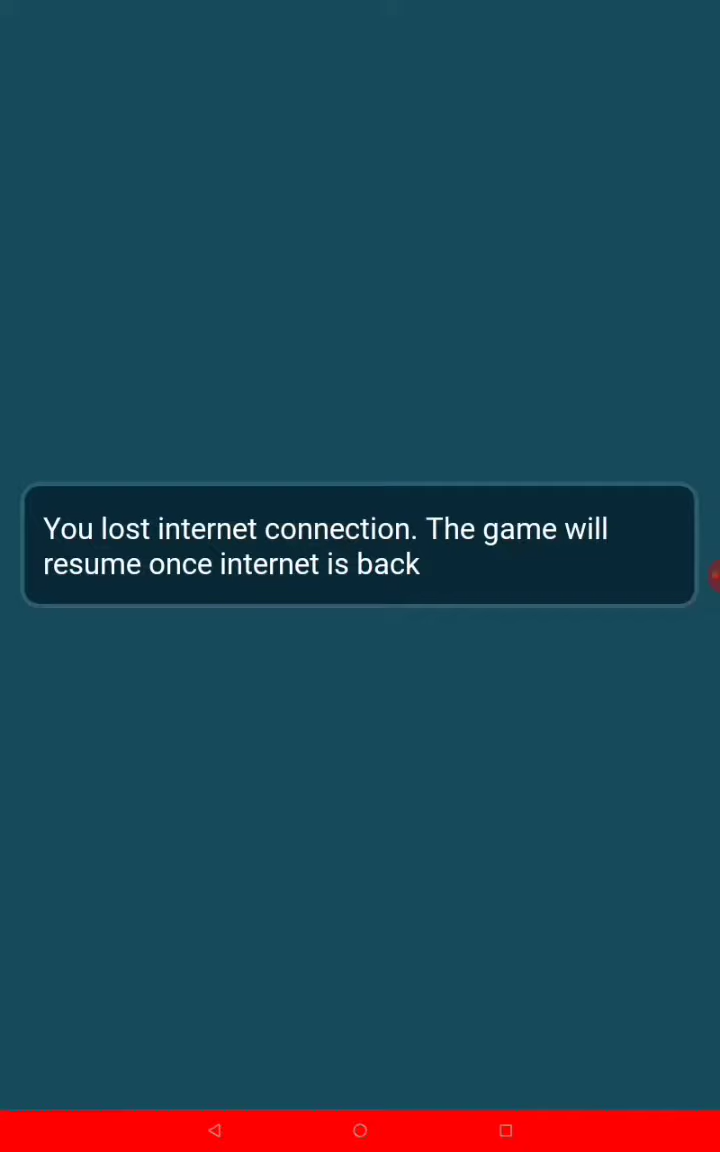 You lost internet connection. The game will
resume once internet is back